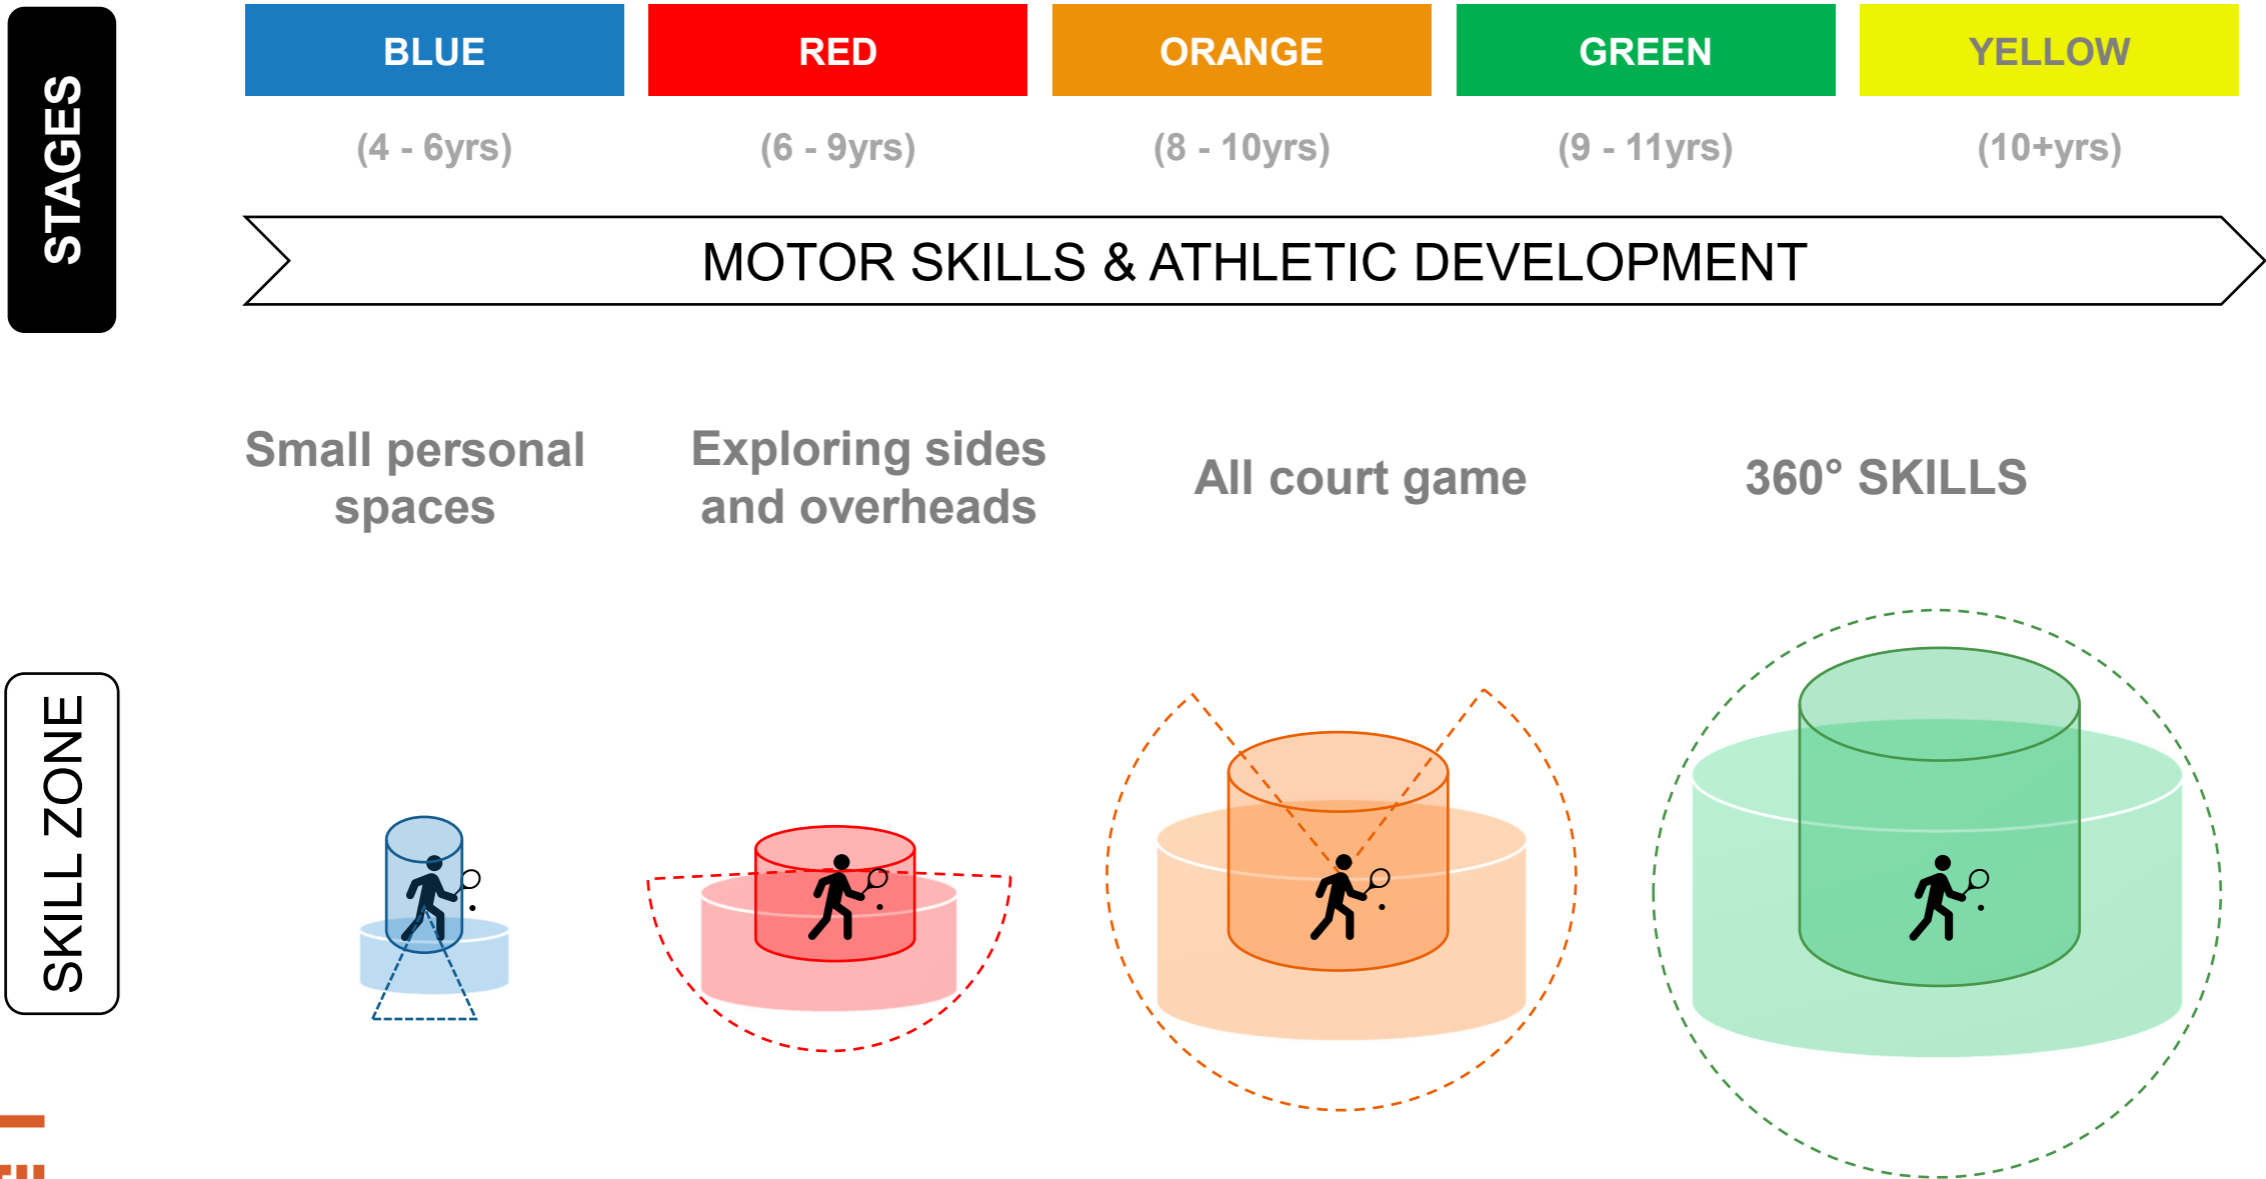 STAGES
BLUE
RED
ORANGE
GREEN
YELLOW
(4 - 6yrs)
(6 - 9yrs)
(8 - 10yrs)
(9 - 11yrs)
(10+yrs)
MOTOR SKILLS & ATHLETIC DEVELOPMENT
Small personal
spaces
Exploring sides
and overheads
All court game
360° SKILLS
SKILL ZONE